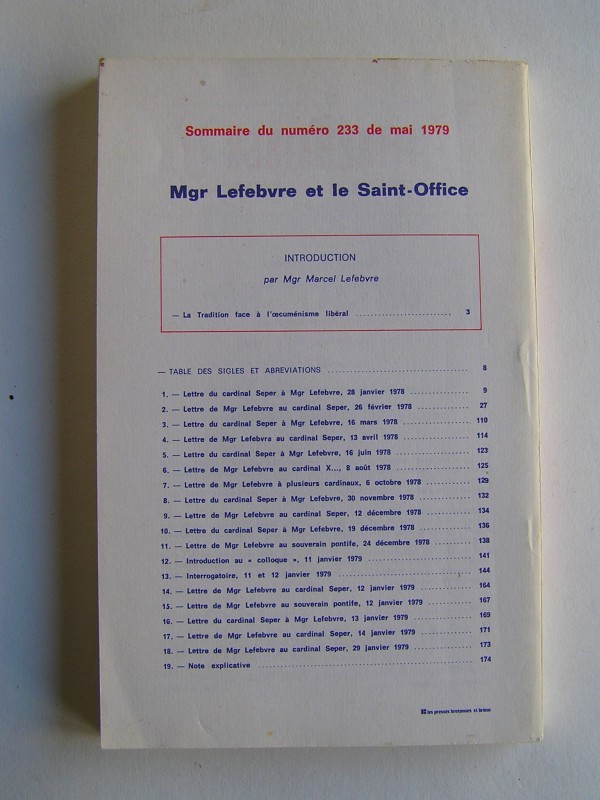 Sommaire du numéro 233 de mai 1979
Mgr Lefebvre et le Saint-Office
INTRODUCTION
par Mgr Marcel Lefebvre
— La Tradition face à l'œcuménisme libéral .......................... 3
— TABLE DES SIGLES ET ABREVIATIONS .................................. 8
1. — Lettre du cardinal Seper à Mgr Lefebvre, 28 janvier 1978 ................ 9
2. — Lettre de Mgr Lefebvre au cardinal Seper, 26 février 1978 .............. 27
3. — Lettre du cardinal Seper à Mgr Lefebvre, 16 mars 1978 .................. 110
4. — Lettre de Mgr Lefebvre au cardinal Seper, 13 avril 1978 ................. 114
5. — Lettre du cardinal Seper à Mgr Lefebvre, 16 juin 1978 ................... 123
6. — Lettre de Mgr Lefebvre au cardinal X..., 8 août 1978 ................... 125
7. — Lettre de Mgr Lefebvre à plusieurs cardinaux, 6 octobre 1978 ............ 129
8. — Lettre du cardinal Seper à Mgr Lefebvre, 30 novembre 1978 .............. 132
9. — Lettre de Mgr Lefebvre au cardinal Seper, 12 décembre 1978 ............. 134
10. — Lettre du cardinal Seper à Mgr Lefebvre, 19 décembre 1978 ............. 136
11. — Lettre de Mgr Lefebvre au souverain pontife, 24 décembre 1978 .......... 138
12. — Introduction au « colloque », 11 janvier 1979 .......................... 141
13. — Interrogatoire, 11 et 12 janvier 1979 .................................. 144
14. — Lettre de Mgr Lefebvre au cardinal Seper, 12 janvier 1979 .............. 164
15. — Lettre de Mgr Lefebvre au souverain pontife, 12 janvier 1979 ........... 167
16. — Lettre du cardinal Seper à Mgr Lefebvre, 13 janvier 1979 ............... 169
17. — Lettre de Mgr Lefebvre au cardinal Seper, 14 janvier 1979 .............. 171
18. — Lettre de Mgr Lefebvre au cardinal Seper, 29 janvier 1979 .............. 173
19. — Note explicative ...................................................... 174
les presses bretonnes st brieuc